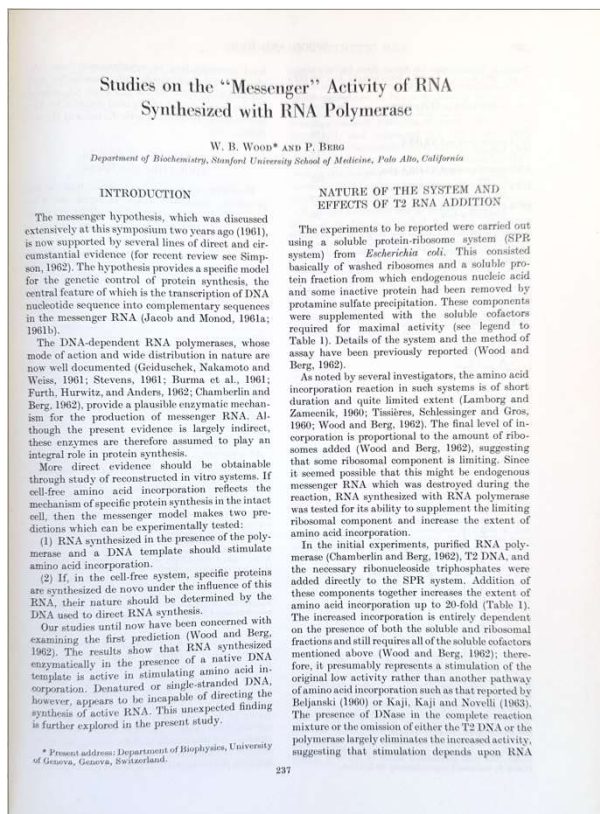 Studies on the "Messenger" Activity of RNA
Synthesized with RNA Polymerase
W. B. WOOD* AND P. BERG
Department of Biochemistry, Stanford University School of Medicine, Palo Alto, California
INTRODUCTION
The messenger hypothesis, which was discussed
extensively at this symposium two years ago (1961),
is now supported by several lines of direct and cir-
cumstantial evidence (for recent review see Simp-
son, 1962). The hypothesis provides a specific model
for the genetic control of protein synthesis, the
central feature of which is the transcription of DNA
nucleotide sequence into complementary sequences
in the messenger RNA (Jacob and Monod, 1961a;
1961b).
The DNA-dependent RNA polymerases, whose
mode of action and wide distribution in nature are
now well documented (Geiduschek, Nakamoto and
Weiss, 1961; Stevens, 1961; Burma et al., 1961;
Furth, Hurwitz, and Anders, 1962; Chamberlin and
Berg, 1962), provide a plausible enzymatic mechan-
ism for the production of messenger RNA. Al-
though the present evidence is largely indirect,
these enzymes are therefore assumed to play an
integral role in protein synthesis.
More direct evidence should be obtainable
through study of reconstructed in vitro systems. If
cell-free amino acid incorporation reflects the
mechanism of specific protein synthesis in the intact
cell, then the messenger model makes two pre-
dictions which can be experimentally tested:
(1) RNA synthesized in the presence of the poly-
merase and a DNA template should stimulate
amino acid incorporation.
(2) If, in the cell-free system, specific proteins
are synthesized de novo under the influence of this
RNA, their nature should be determined by the
DNA used to direct RNA synthesis.
Our studies until now have been concerned with
examining the first prediction (Wood and Berg,
1962). The results show that RNA synthesized
enzymatically in the presence of a native DNA
template is active in stimulating amino acid in-
corporation. Denatured or single-stranded DNA,
however, appears to be incapable of directing the
synthesis of active RNA. This unexpected finding
is further explored in the present study.
* Present address: Department of Biophysics, University
of Geneva, Geneva, Switzerland.
NATURE OF THE SYSTEM AND
EFFECTS OF T2 RNA ADDITION
The experiments to be reported were carried out
using a soluble protein-ribosome system (SPR
system) from Escherichia coli. This consisted
basically of washed ribosomes and a soluble pro-
tein fraction from which endogenous nucleic acid
and some inactive protein had been removed by
protamine sulfate precipitation. These components
were supplemented with the soluble cofactors
required for maximal activity (see legend to
Table 1). Details of the system and the method of
assay have been previously reported (Wood and
Berg, 1962).
As noted by several investigators, the amino acid
incorporation reaction in such systems is of short
duration and quite limited extent (Lamborg and
Zamecnik, 1960; Tissières, Schlessinger and Gros,
1960; Wood and Berg, 1962). The final level of in-
corporation is proportional to the amount of ribo-
somes added (Wood and Berg, 1962), suggesting
that some ribosomal component is limiting. Since
it seemed possible that this might be endogenous
messenger RNA which was destroyed during the
reaction, RNA synthesized with RNA polymerase
was tested for its ability to supplement the limiting
ribosomal component and increase the extent of
amino acid incorporation.
In the initial experiments, purified RNA poly-
merase (Chamberlin and Berg, 1962), T2 DNA, and
the necessary ribonucleoside triphosphates were
added directly to the SPR system. Addition of
these components together increases the extent of
amino acid incorporation up to 20-fold (Table 1).
The increased incorporation is entirely dependent
on the presence of both the soluble and ribosomal
fractions and still requires all of the soluble cofactors
mentioned above (Wood and Berg, 1962); there-
fore, it presumably represents a stimulation of the
original low activity rather than another pathway
of amino acid incorporation such as that reported by
Beljanski (1960) or Kaji, Kaji and Novelli (1963).
The presence of DNase in the complete reaction
mixture or the omission of either the T2 DNA or the
polymerase largely eliminates the increased activity,
suggesting that stimulation depends upon RNA
237